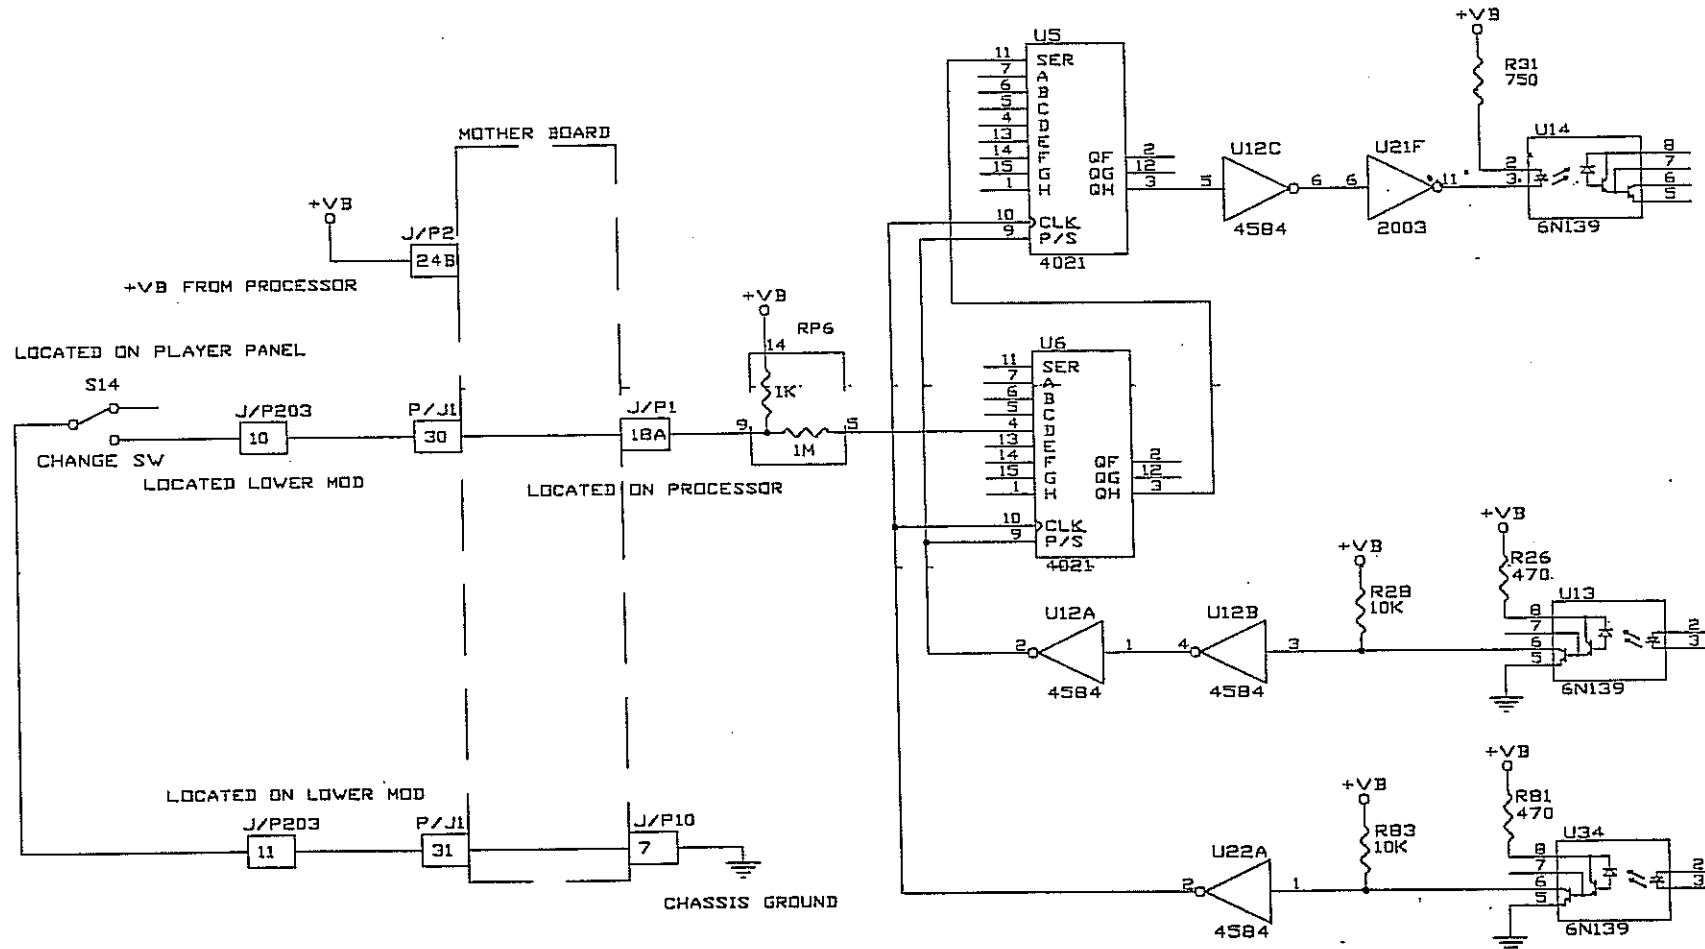 MOTHER BOARD
+VB
J/P2
24B
+VB FROM PROCESSOR
LOCATED ON PLAYER PANEL
S14
CHANGE SW
J/P203
10
LOCATED LOWER MOD
P/J1
30
J/P1
18A
LOCATED ON PROCESSOR
+VB
RP6
14
1K
9
5
1M
LOCATED ON LOWER MOD
J/P203
11
P/J1
31
J/P10
7
CHASSIS GROUND
U5
11 SER
7 A
6 B
5 C
4 D
13 E
14 F
15 G
1 H
QF 2
QG 12
QH 3
10 CLK
9 P/S
4021
U12C
5
6
4584
U21F
6
11
2003
+VB
R31
750
U14
2
3
8
7
6
5
6N139
U6
11 SER
7 A
6 B
5 C
4 D
13 E
14 F
15 G
1 H
QF 2
QG 12
QH 3
10 CLK
9 P/S
4021
U12A
2
1
4584
U12B
4
3
4584
+VB
R28
10K
+VB
R26
470
U13
8
7
6
5
2
3
6N139
U22A
2
1
4584
+VB
R83
10K
+VB
R81
470
U34
8
7
6
5
2
3
6N139